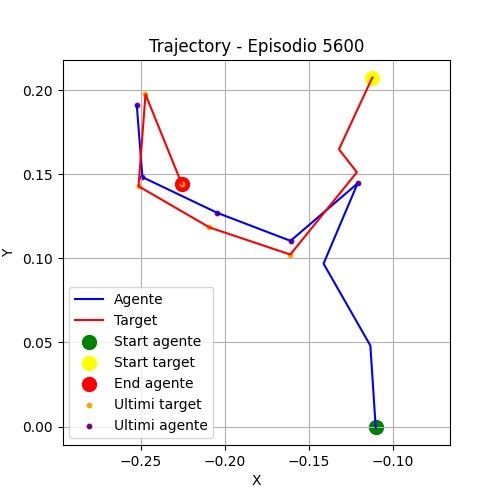 Trajectory - Episodio 5600
0.20
0.15
0.10
0.05
0.00
Y
Agente
Target
Start agente
Start target
End agente
Ultimi target
Ultimi agente
−0.25 −0.20 −0.15 −0.10
X